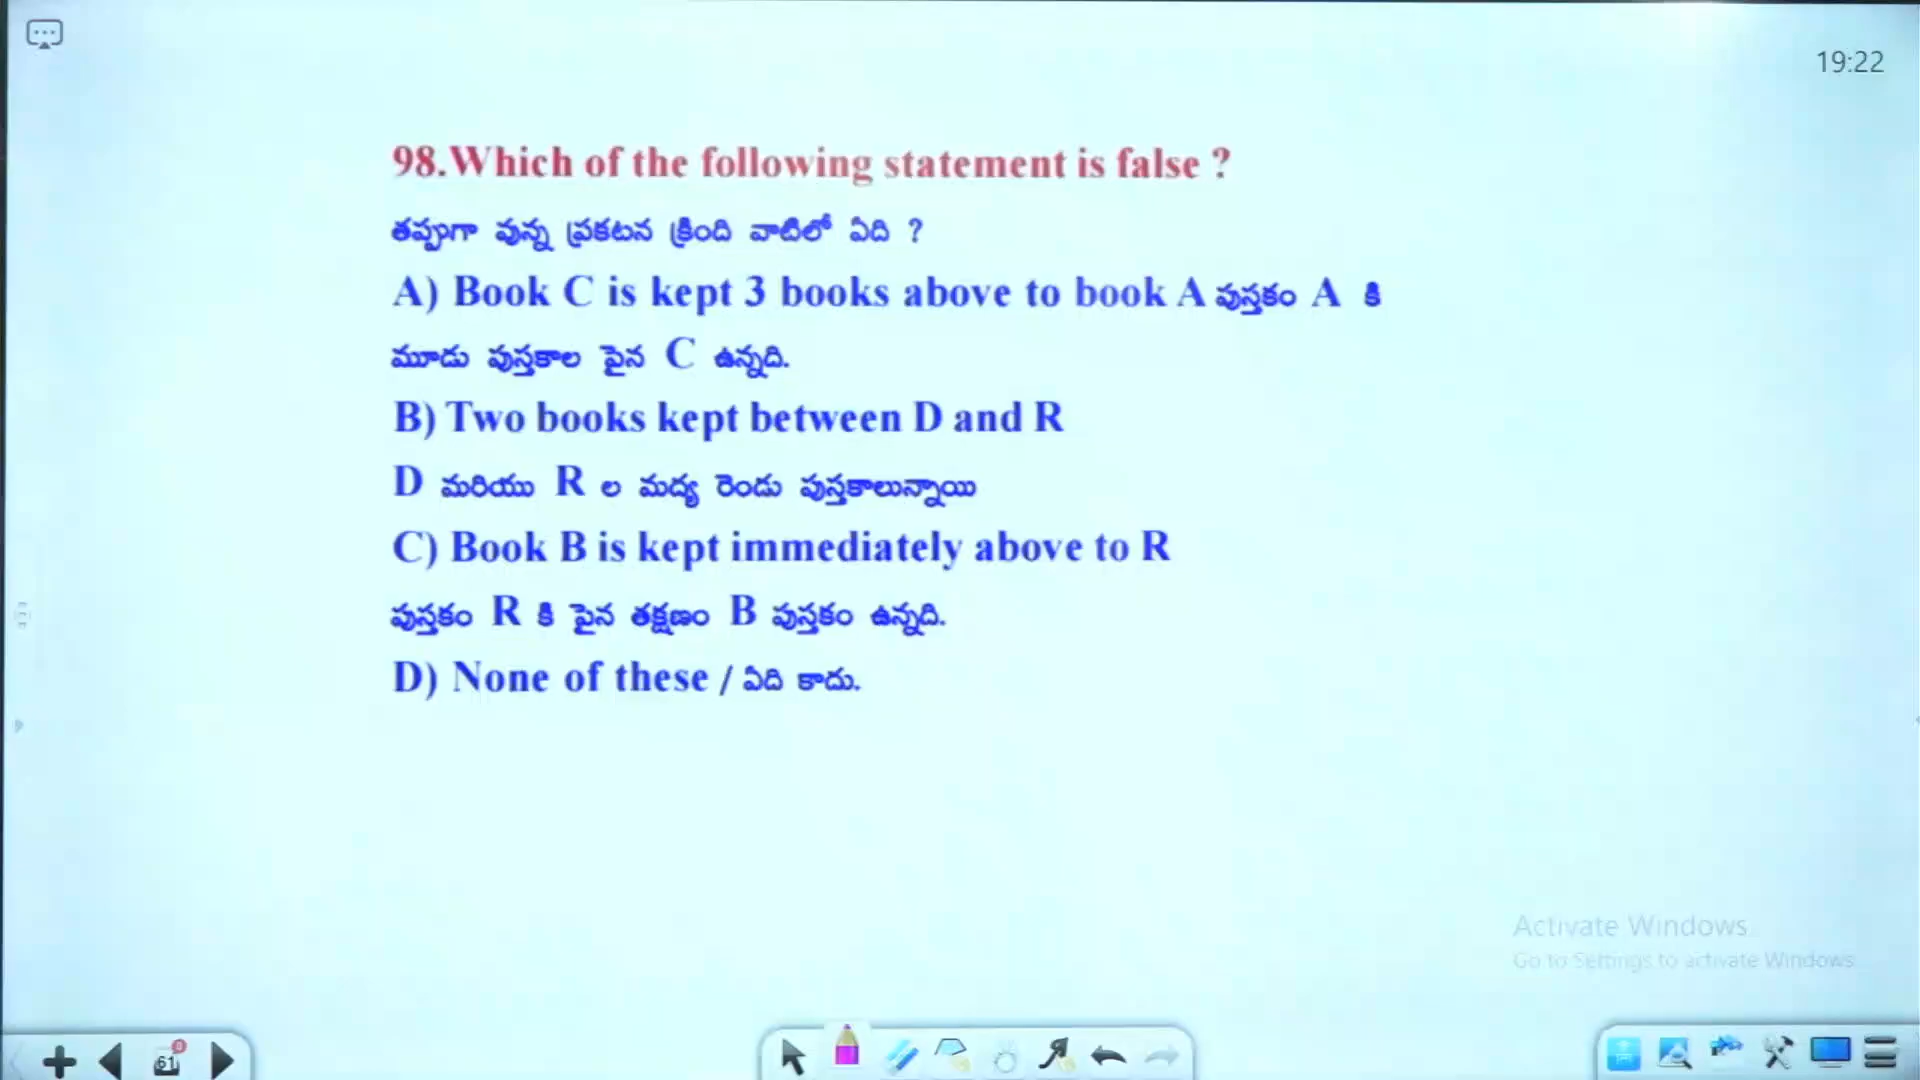 19:22
98.Which of the following statement is false ?
తప్పుగా వున్న ప్రకటన క్రింది వాటిలో ఏది ?
A) Book C is kept 3 books above to book A పుస్తకం A కి
మూడు పుస్తకాల పైన C ఉన్నది.
B) Two books kept between D and R
D మరియు R ల మద్య రెండు పుస్తకాలున్నాయి
C) Book B is kept immediately above to R
పుస్తకం R కి పైన తక్షణం B పుస్తకం ఉన్నది.
D) None of these / ఏది కాదు.
Activate Windows
Go to Settings to activate Windows
61